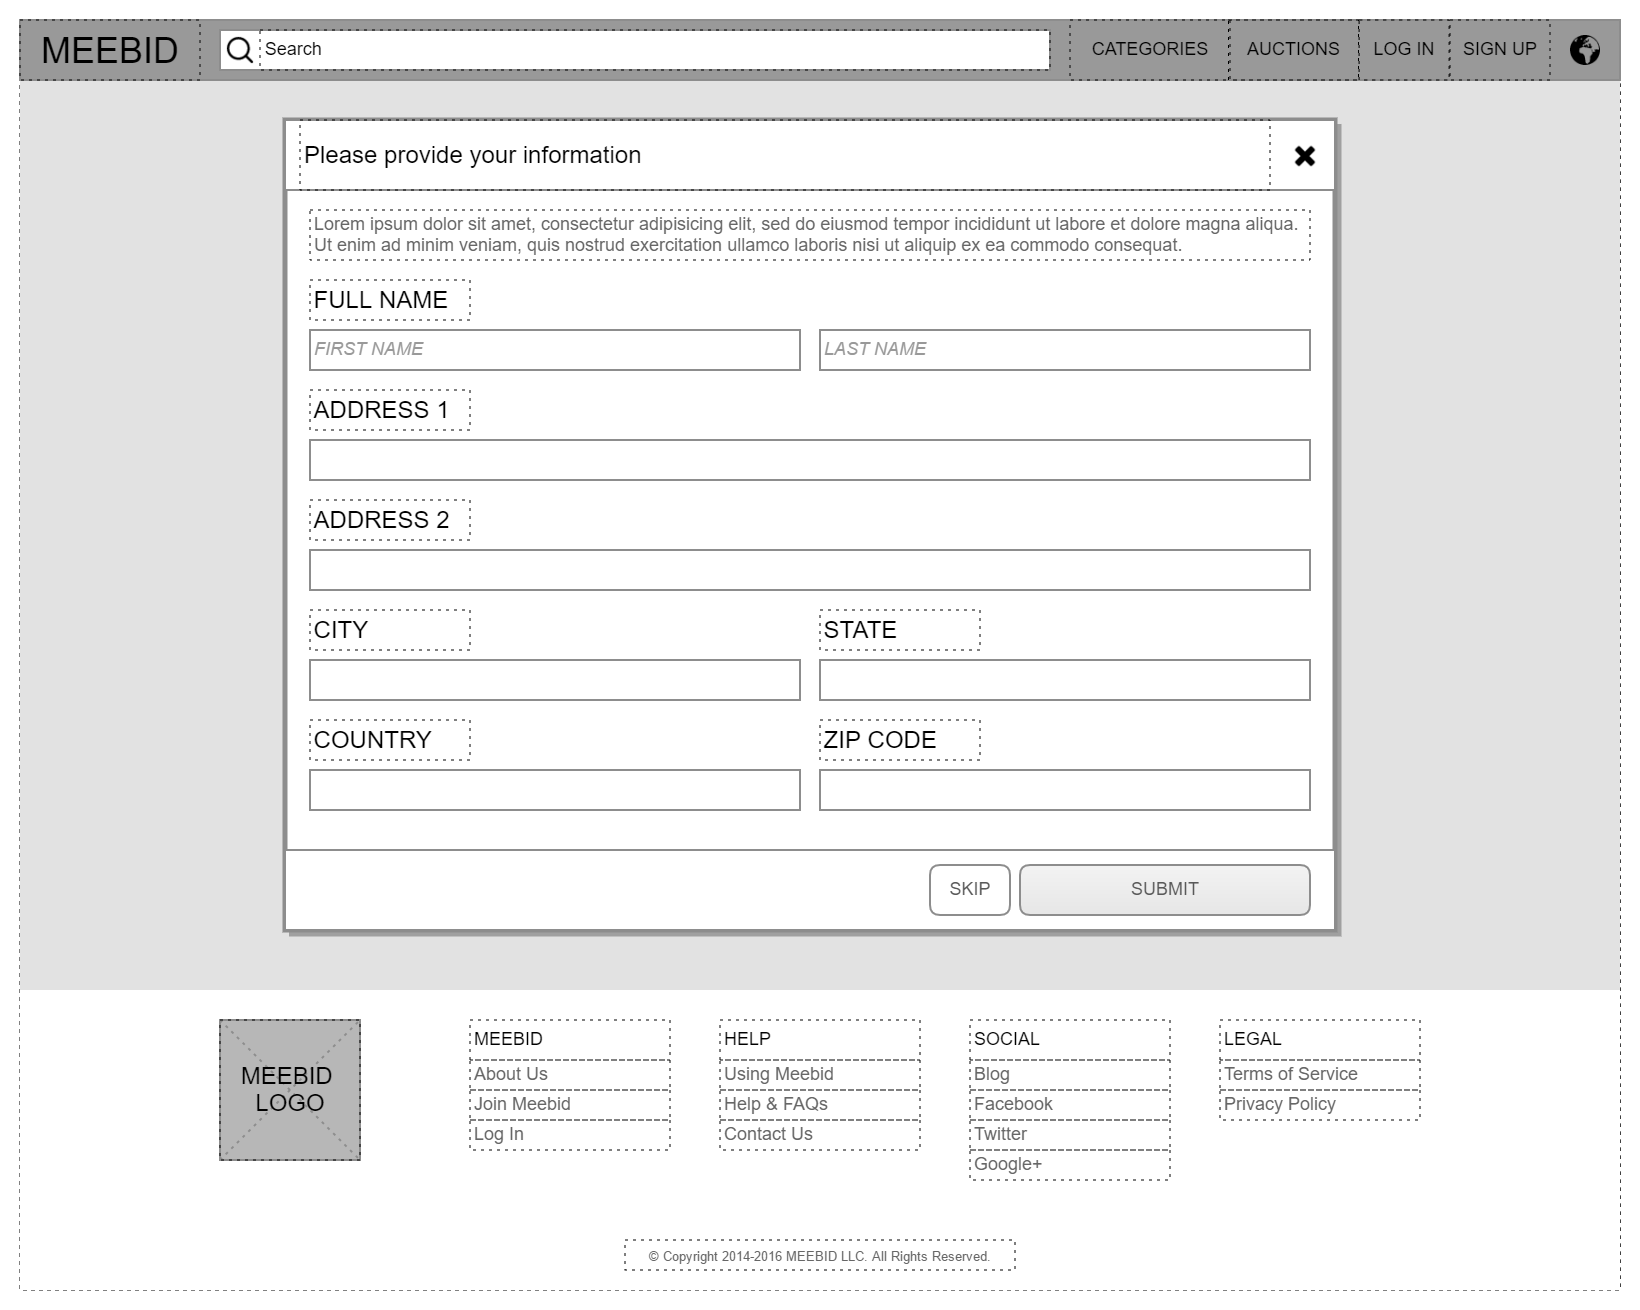 MEEBID
Search
CATEGORIES
AUCTIONS
LOG IN
SIGN UP
Please provide your information
Lorem ipsum dolor sit amet, consectetur adipisicing elit, sed do eiusmod tempor incididunt ut labore et dolore magna aliqua.
Ut enim ad minim veniam, quis nostrud exercitation ullamco laboris nisi ut aliquip ex ea commodo consequat.
FULL NAME
FIRST NAME
LAST NAME
ADDRESS 1
ADDRESS 2
CITY
STATE
COUNTRY
ZIP CODE
SKIP
SUBMIT
MEEBID
LOGO
MEEBID
About Us
Join Meebid
Log In
HELP
Using Meebid
Help & FAQs
Contact Us
SOCIAL
Blog
Facebook
Twitter
Google+
LEGAL
Terms of Service
Privacy Policy
© Copyright 2014-2016 MEEBID LLC. All Rights Reserved.